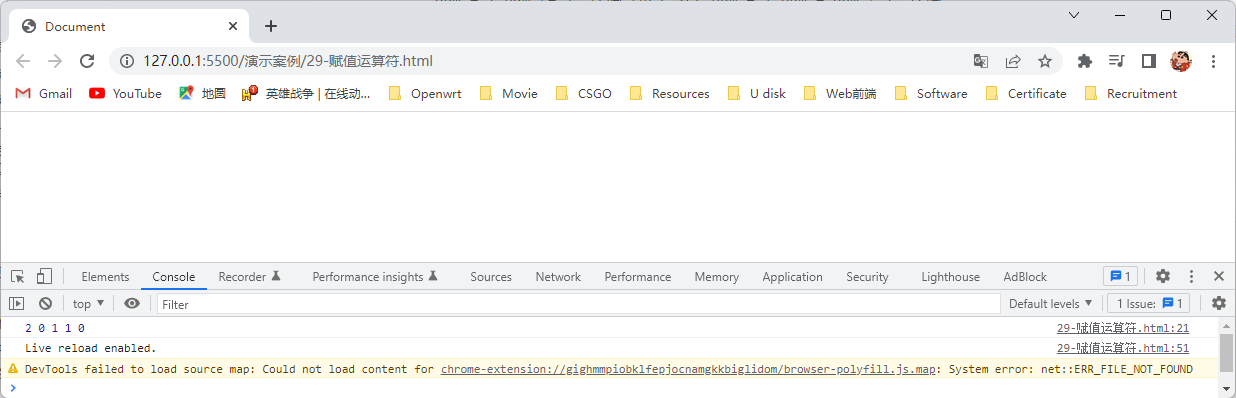 Document
127.0.0.1:5500/演示案例/29-赋值运算符.html
Gmail YouTube 地图 英雄战争 | 在线动... Openwrt Movie CSGO Resources U disk Web前端 Software Certificate Recruitment
Elements Console Recorder Performance insights Sources Network Performance Memory Application Security Lighthouse AdBlock 1
top Filter Default levels 1 Issue: 1
2 0 1 1 0 29-赋值运算符.html:21
Live reload enabled. 29-赋值运算符.html:51
DevTools failed to load source map: Could not load content for chrome-extension://gighmmpiobklfepjocnamgkkbiglidom/browser-polyfill.js.map: System error: net::ERR_FILE_NOT_FOUND